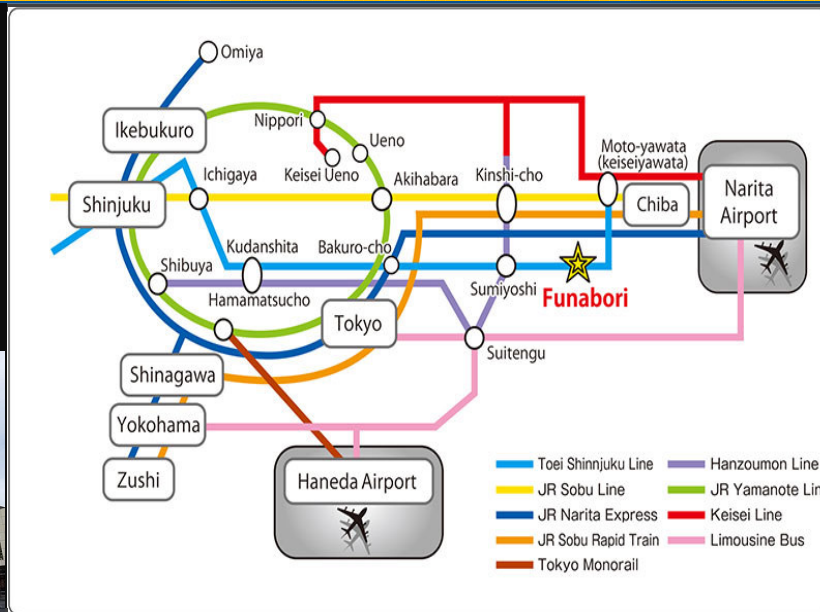 Omiya
Ikebukuro
Nippori
Ueno
Keisei Ueno
Moto-yawata
(keiseiyawata)
Ichigaya
Akihabara
Kinshi-cho
Shinjuku
Chiba
Narita
Airport
Kudanshita
Bakuro-cho
Shibuya
Hamamatsucho
Sumiyoshi
Funabori
Tokyo
Suitengu
Shinagawa
Yokohama
Zushi
Haneda Airport
Toei Shinnjuku Line
Hanzoumon Line
JR Sobu Line
JR Yamanote Lin
JR Narita Express
Keisei Line
JR Sobu Rapid Train
Limousine Bus
Tokyo Monorail